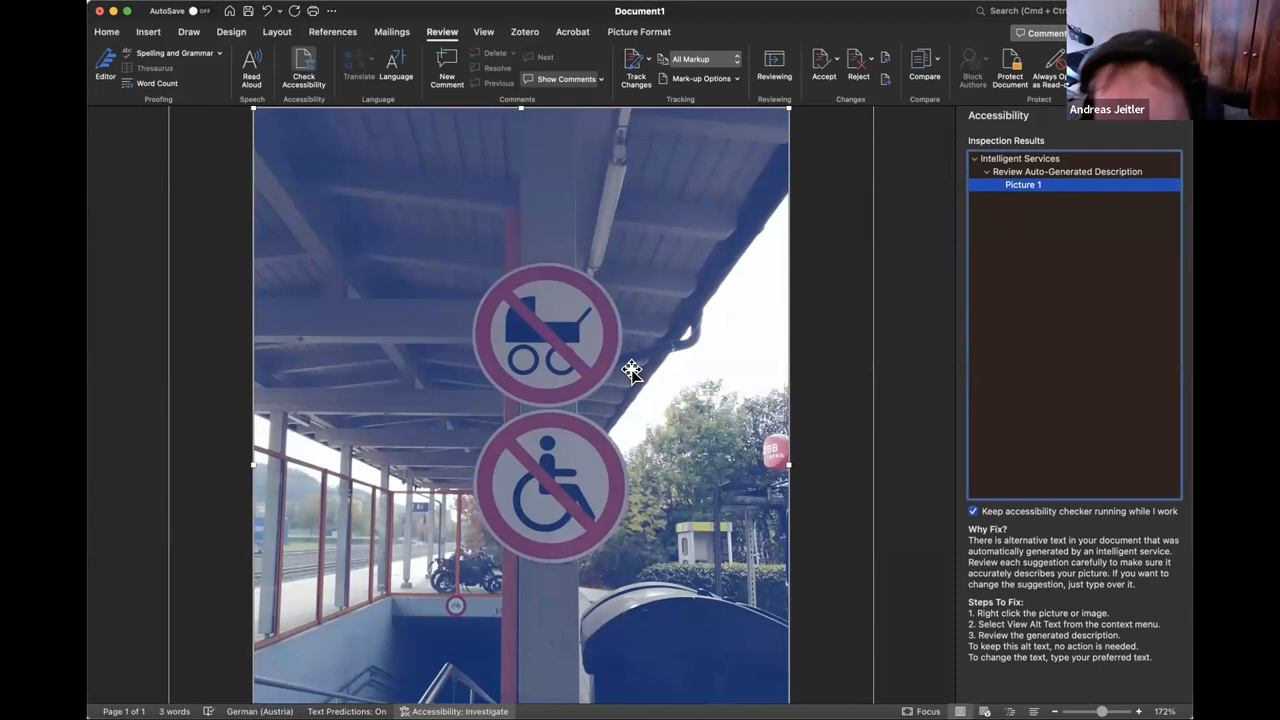 AutoSave OFF
Document1
Search (Cmd + Ctrl
Home Insert Draw Design Layout References Mailings Review View Zotero Acrobat Picture Format
Comment
Editor
Spelling and Grammar
Thesaurus
Word Count
Proofing
Read Aloud
Speech
Check Accessibility
Accessibility
Translate
Language
Language
New Comment
Delete
Resolve
Previous
Next
Show Comments
Comments
Track Changes
All Markup
Markup Options
Tracking
Reviewing
Reviewing
Accept
Reject
Changes
Compare
Compare
Block Authors
Protect Document
Always Op
as Read-o
Protect
Andreas Jeitler
Accessibility
Inspection Results
Intelligent Services
Review Auto-Generated Description
Picture 1
Keep accessibility checker running while I work
Why Fix?
There is alternative text in your document that was
automatically generated by an intelligent service.
Review each suggestion carefully to make sure it
accurately describes your picture. If you want to
change the suggestion, just type over it.
Steps To Fix:
1. Right click the picture or image.
2. Select View Alt Text from the context menu.
3. Review the generated description.
To keep this alt text, no action is needed.
To change the text, type your preferred text.
Page 1 of 1 3 words German (Austria) Text Predictions: On Accessibility: Investigate Focus 172%